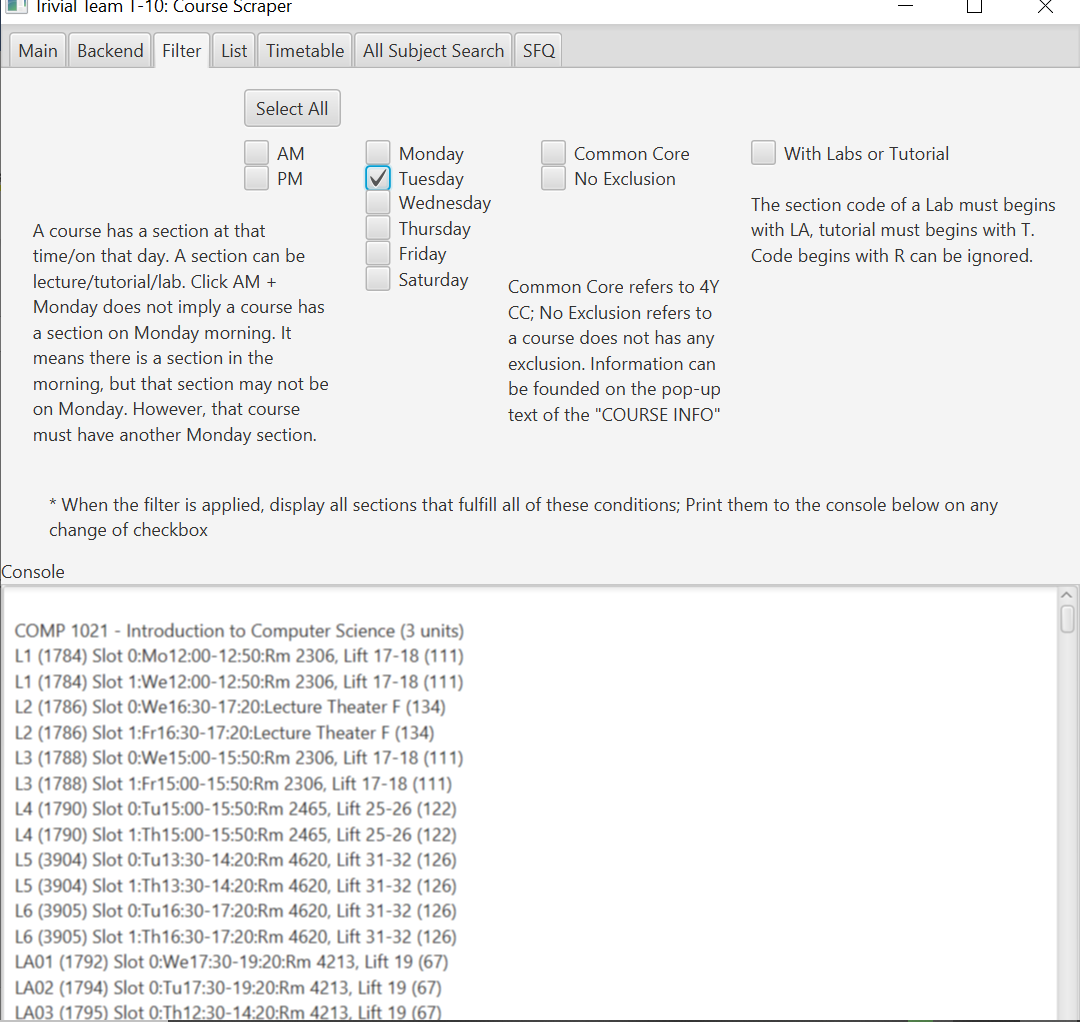 Trivial Team T-10: Course Scraper
Main Backend Filter List Timetable All Subject Search SFQ
Select All
AM
PM
Monday
Tuesday
Wednesday
Thursday
Friday
Saturday
Common Core
No Exclusion
With Labs or Tutorial
A course has a section at that
time/on that day. A section can be
lecture/tutorial/lab. Click AM +
Monday does not imply a course has
a section on Monday morning. It
means there is a section in the
morning, but that section may not be
on Monday. However, that course
must have another Monday section.
Common Core refers to 4Y
CC; No Exclusion refers to
a course does not has any
exclusion. Information can
be founded on the pop-up
text of the "COURSE INFO"
The section code of a Lab must begins
with LA, tutorial must begins with T.
Code begins with R can be ignored.
* When the filter is applied, display all sections that fulfill all of these conditions; Print them to the console below on any
change of checkbox
Console
COMP 1021 - Introduction to Computer Science (3 units)
L1 (1784) Slot 0:Mo12:00-12:50:Rm 2306, Lift 17-18 (111)
L1 (1784) Slot 1:We12:00-12:50:Rm 2306, Lift 17-18 (111)
L2 (1786) Slot 0:We16:30-17:20:Lecture Theater F (134)
L2 (1786) Slot 1:Fr16:30-17:20:Lecture Theater F (134)
L3 (1788) Slot 0:We15:00-15:50:Rm 2306, Lift 17-18 (111)
L3 (1788) Slot 1:Fr15:00-15:50:Rm 2306, Lift 17-18 (111)
L4 (1790) Slot 0:Tu15:00-15:50:Rm 2465, Lift 25-26 (122)
L4 (1790) Slot 1:Th15:00-15:50:Rm 2465, Lift 25-26 (122)
L5 (3904) Slot 0:Tu13:30-14:20:Rm 4620, Lift 31-32 (126)
L5 (3904) Slot 1:Th13:30-14:20:Rm 4620, Lift 31-32 (126)
L6 (3905) Slot 0:Tu16:30-17:20:Rm 4620, Lift 31-32 (126)
L6 (3905) Slot 1:Th16:30-17:20:Rm 4620, Lift 31-32 (126)
LA01 (1792) Slot 0:We17:30-19:20:Rm 4213, Lift 19 (67)
LA02 (1794) Slot 0:Tu17:30-19:20:Rm 4213, Lift 19 (67)
LA03 (1795) Slot 0:Th12:30-14:20:Rm 4213, Lift 19 (67)